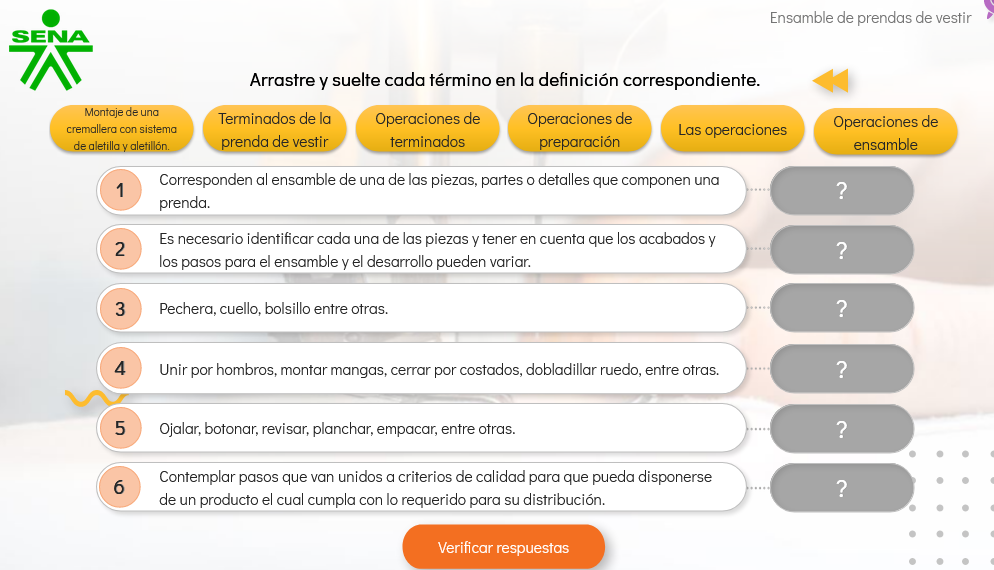 SENA
Ensamble de prendas de vestir
Arrastre y suelte cada término en la definición correspondiente.
Montaje de una
cremallera con sistema
de aletilla y aletillón.
Terminados de la
prenda de vestir
Operaciones de
terminados
Operaciones de
preparación
Las operaciones
Operaciones de
ensamble
1
Corresponden al ensamble de una de las piezas, partes o detalles que componen una
prenda.
?
2
Es necesario identificar cada una de las piezas y tener en cuenta que los acabados y
los pasos para el ensamble y el desarrollo pueden variar.
?
3
Pechera, cuello, bolsillo entre otras.
?
4
Unir por hombros, montar mangas, cerrar por costados, dobladillar ruedo, entre otras.
?
5
Ojalar, botonar, revisar, planchar, empacar, entre otras.
?
6
Contemplar pasos que van unidos a criterios de calidad para que pueda disponerse
de un producto el cual cumpla con lo requerido para su distribución.
?
Verificar respuestas